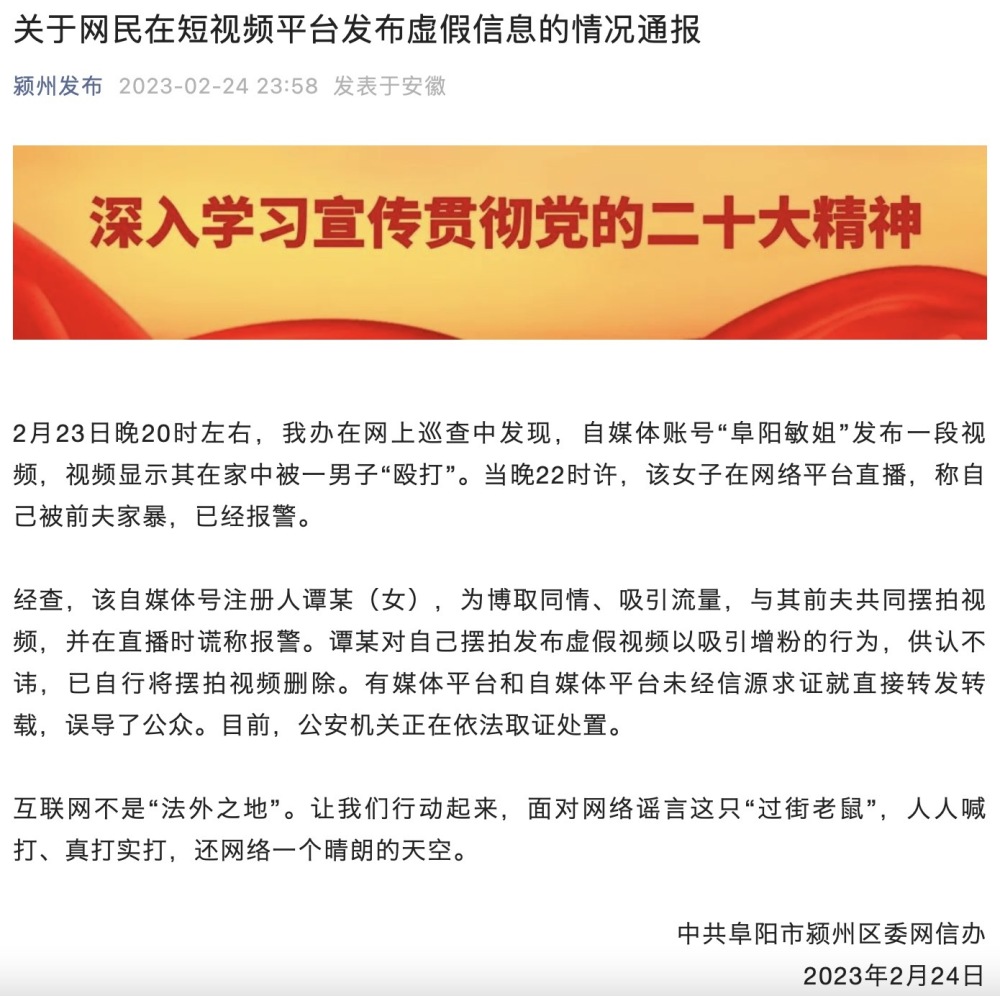 关于网民在短视频平台发布虚假信息的情况通报
颍州发布 2023-02-24 23:58 发表于安徽
深入学习宣传贯彻党的二十大精神
2月23日晚20时左右，我办在网上巡查中发现，自媒体账号“阜阳敏姐”发布一段视
频，视频显示其在家中被一男子“殴打”。当晚22时许，该女子在网络平台直播，称自
己被前夫家暴，已经报警。
经查，该自媒体号注册人谭某（女），为博取同情、吸引流量，与其前夫共同摆拍视
频，并在直播时谎称报警。谭某对自己摆拍发布虚假视频以吸引增粉的行为，供认不
讳，已自行将摆拍视频删除。有媒体平台和自媒体平台未经信源求证就直接转发转
载，误导了公众。目前，公安机关正在依法取证处置。
互联网不是“法外之地”。让我们行动起来，面对网络谣言这只“过街老鼠”，人人喊
打、真打实打，还网络一个晴朗的天空。
中共阜阳市颍州区委网信办
2023年2月24日